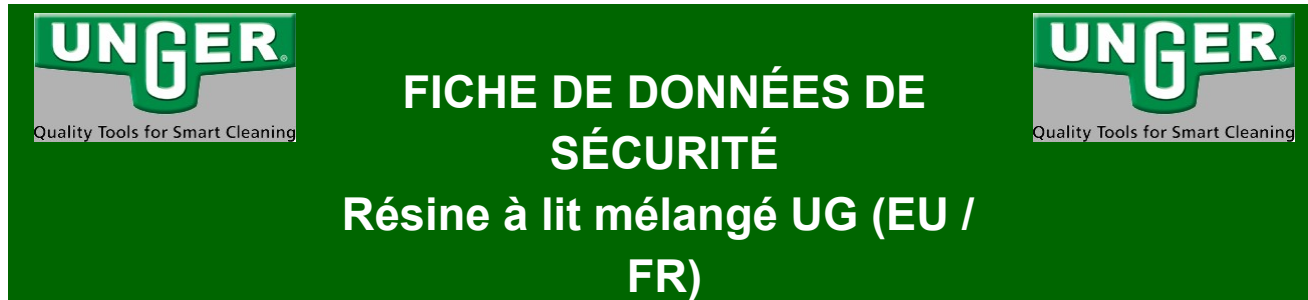 UNGER®
Quality Tools for Smart Cleaning
FICHE DE DONNÉES DE
SÉCURITÉ
Résine à lit mélangé UG (EU /
FR)
UNGER®
Quality Tools for Smart Cleaning